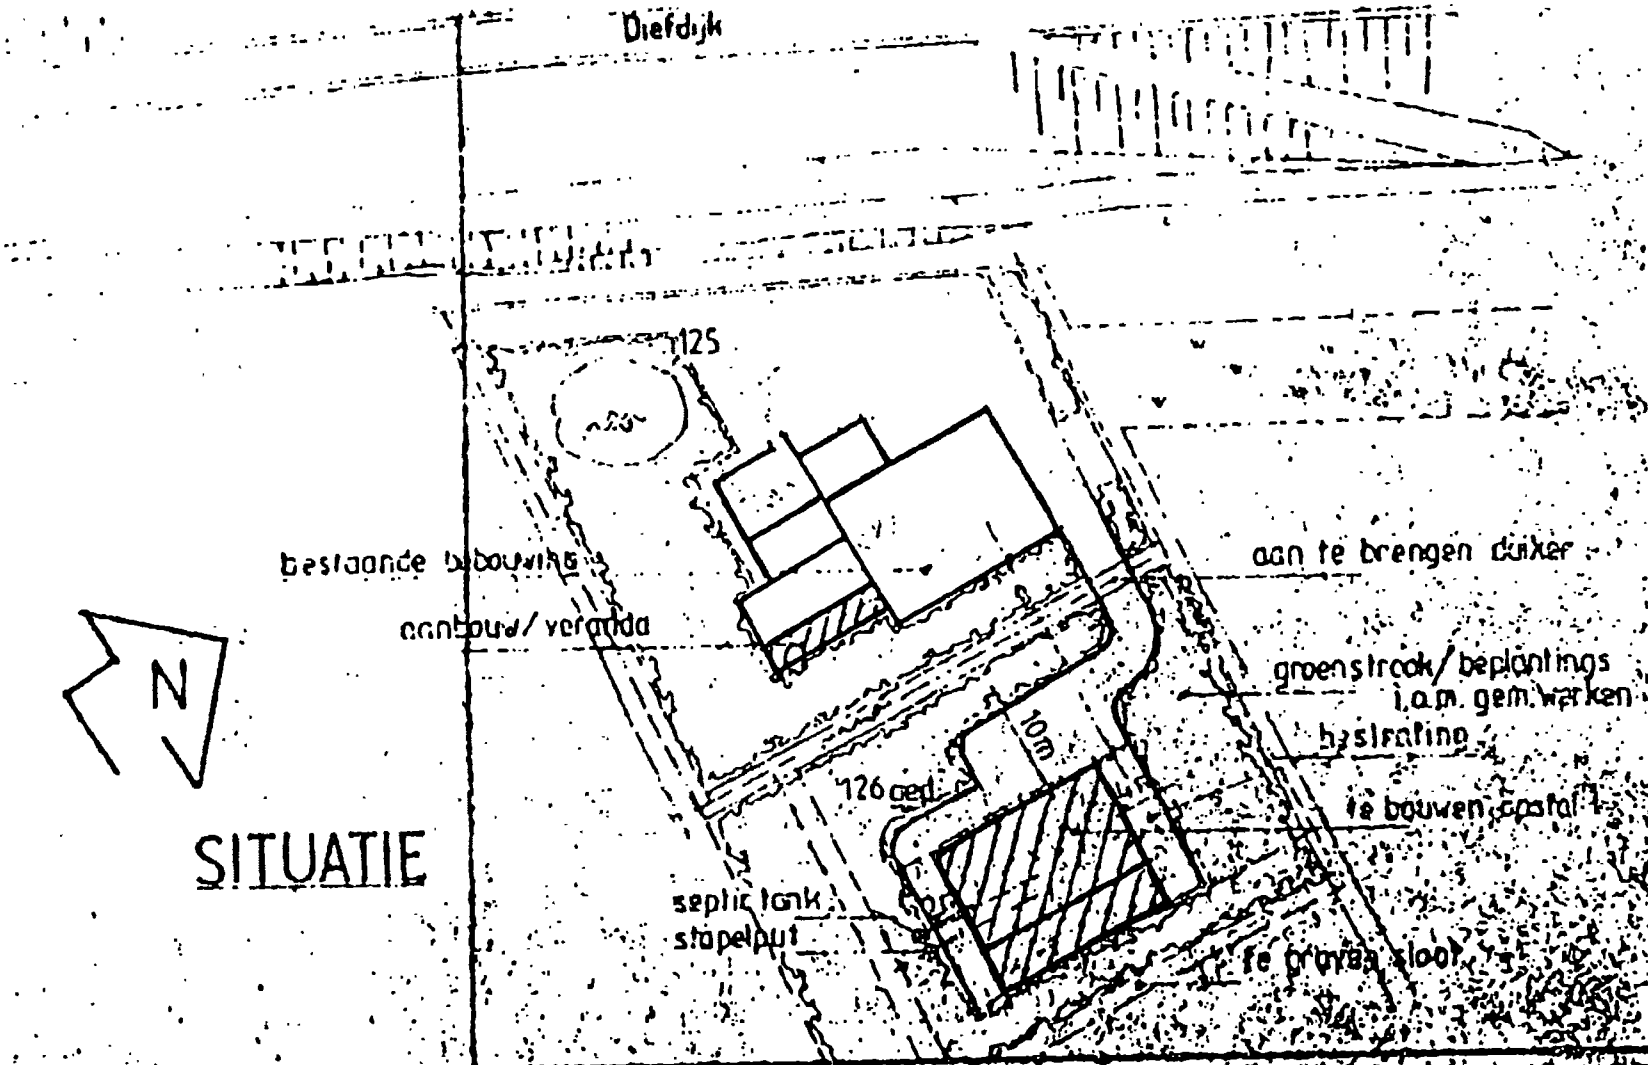 Diefdijk
125
bestaande bebouwing
aanbouw/veranda
aan te brengen duiker
N
groenstrook/beplantings
i.o.m. gem. werken
10m
bestrating
126 ged.
te bouwen opstal
SITUATIE
septic tank
stapelput
te graven sloot